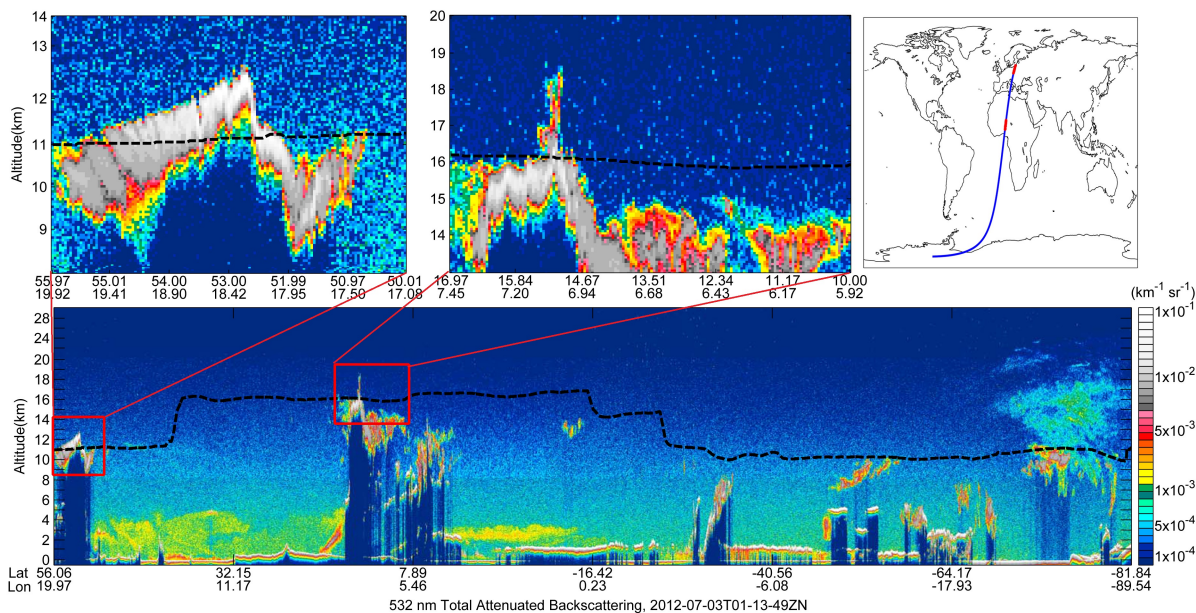 14
13
12
11
10
9
Altitude(km)
55.97 55.01 54.00 53.00 51.99 50.97 50.01
19.92 19.41 18.90 18.42 17.95 17.50 17.08
20
19
18
17
16
15
14
Altitude(km)
16.97 15.84 14.67 13.51 12.34 11.17 10.00
7.45 7.20 6.94 6.68 6.43 6.17 5.92
(km⁻¹ sr⁻¹)
28
24
20
18
16
14
12
10
8
6
4
2
0
Altitude(km)
1x10⁻¹
1x10⁻²
5x10⁻³
1x10⁻³
5x10⁻⁴
1x10⁻⁴
Lat 56.06 32.15 7.89 -16.42 -40.56 -64.17 -81.84
Lon 19.97 11.17 5.46 0.23 -6.08 -17.93 -89.54
532 nm Total Attenuated Backscattering, 2012-07-03T01-13-49ZN